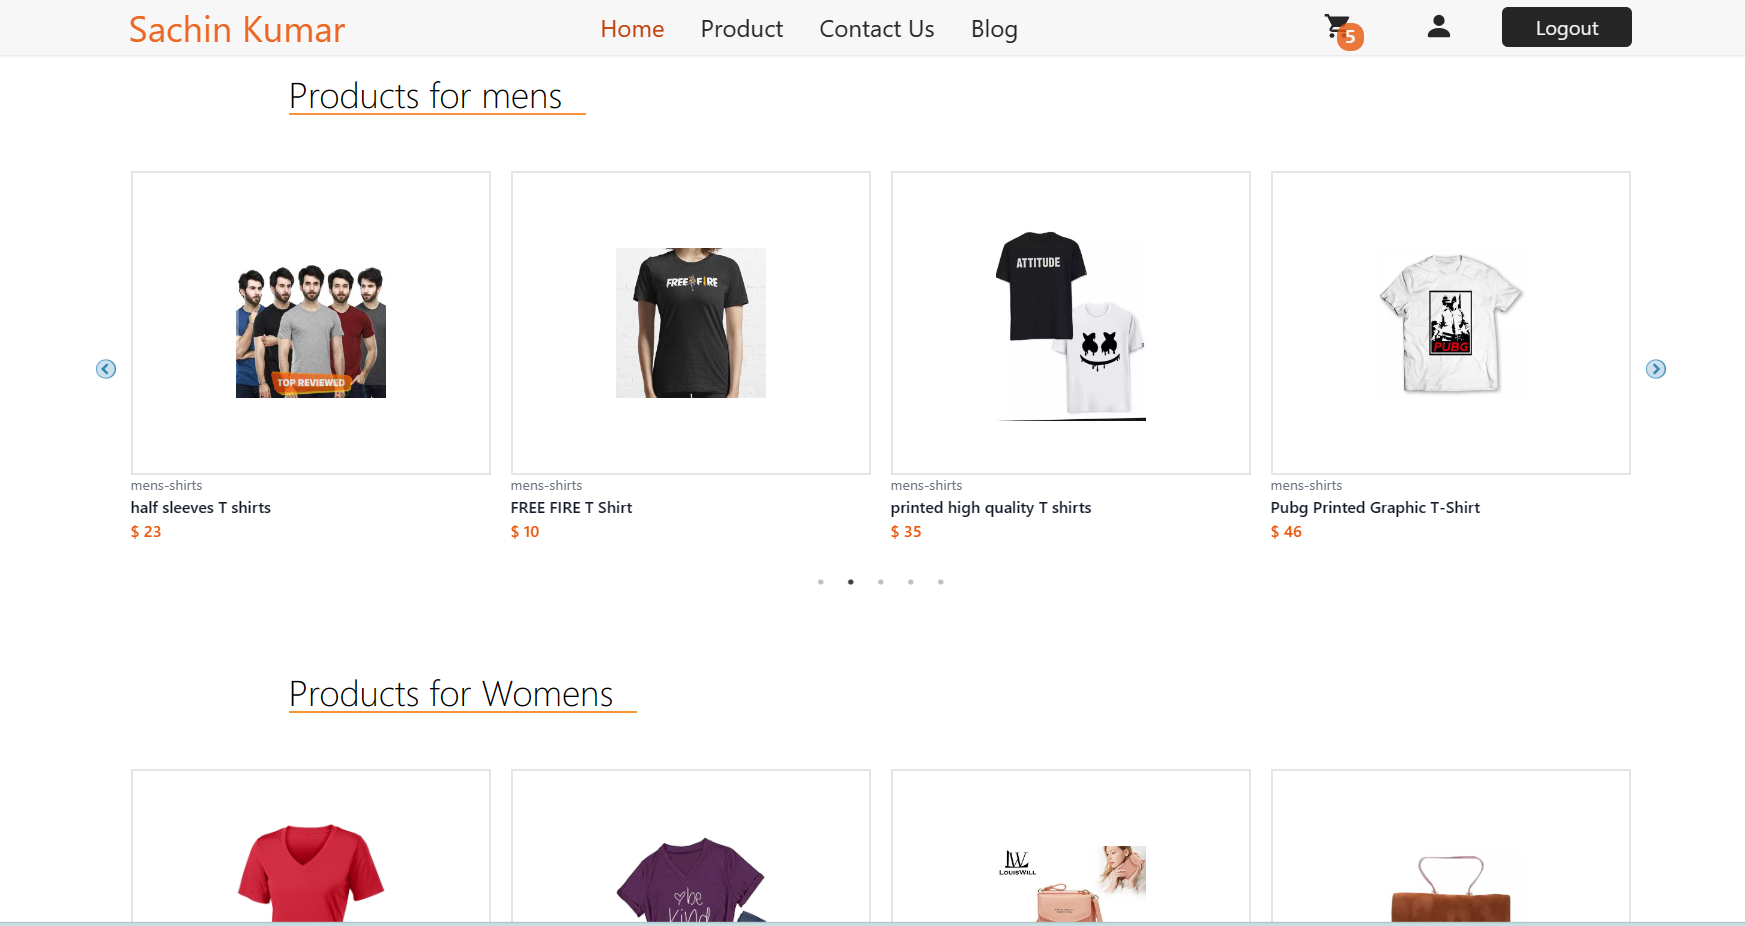 Sachin Kumar
Home
Product
Contact Us
Blog
5
Logout
Products for mens
TOP REVIEWED
FREE FIRE
ATTITUDE
PUBG
mens-shirts
half sleeves T shirts
$ 23
mens-shirts
FREE FIRE T Shirt
$ 10
mens-shirts
printed high quality T shirts
$ 35
mens-shirts
Pubg Printed Graphic T-Shirt
$ 46
Products for Womens
be
kind
LW
LOUISWILL